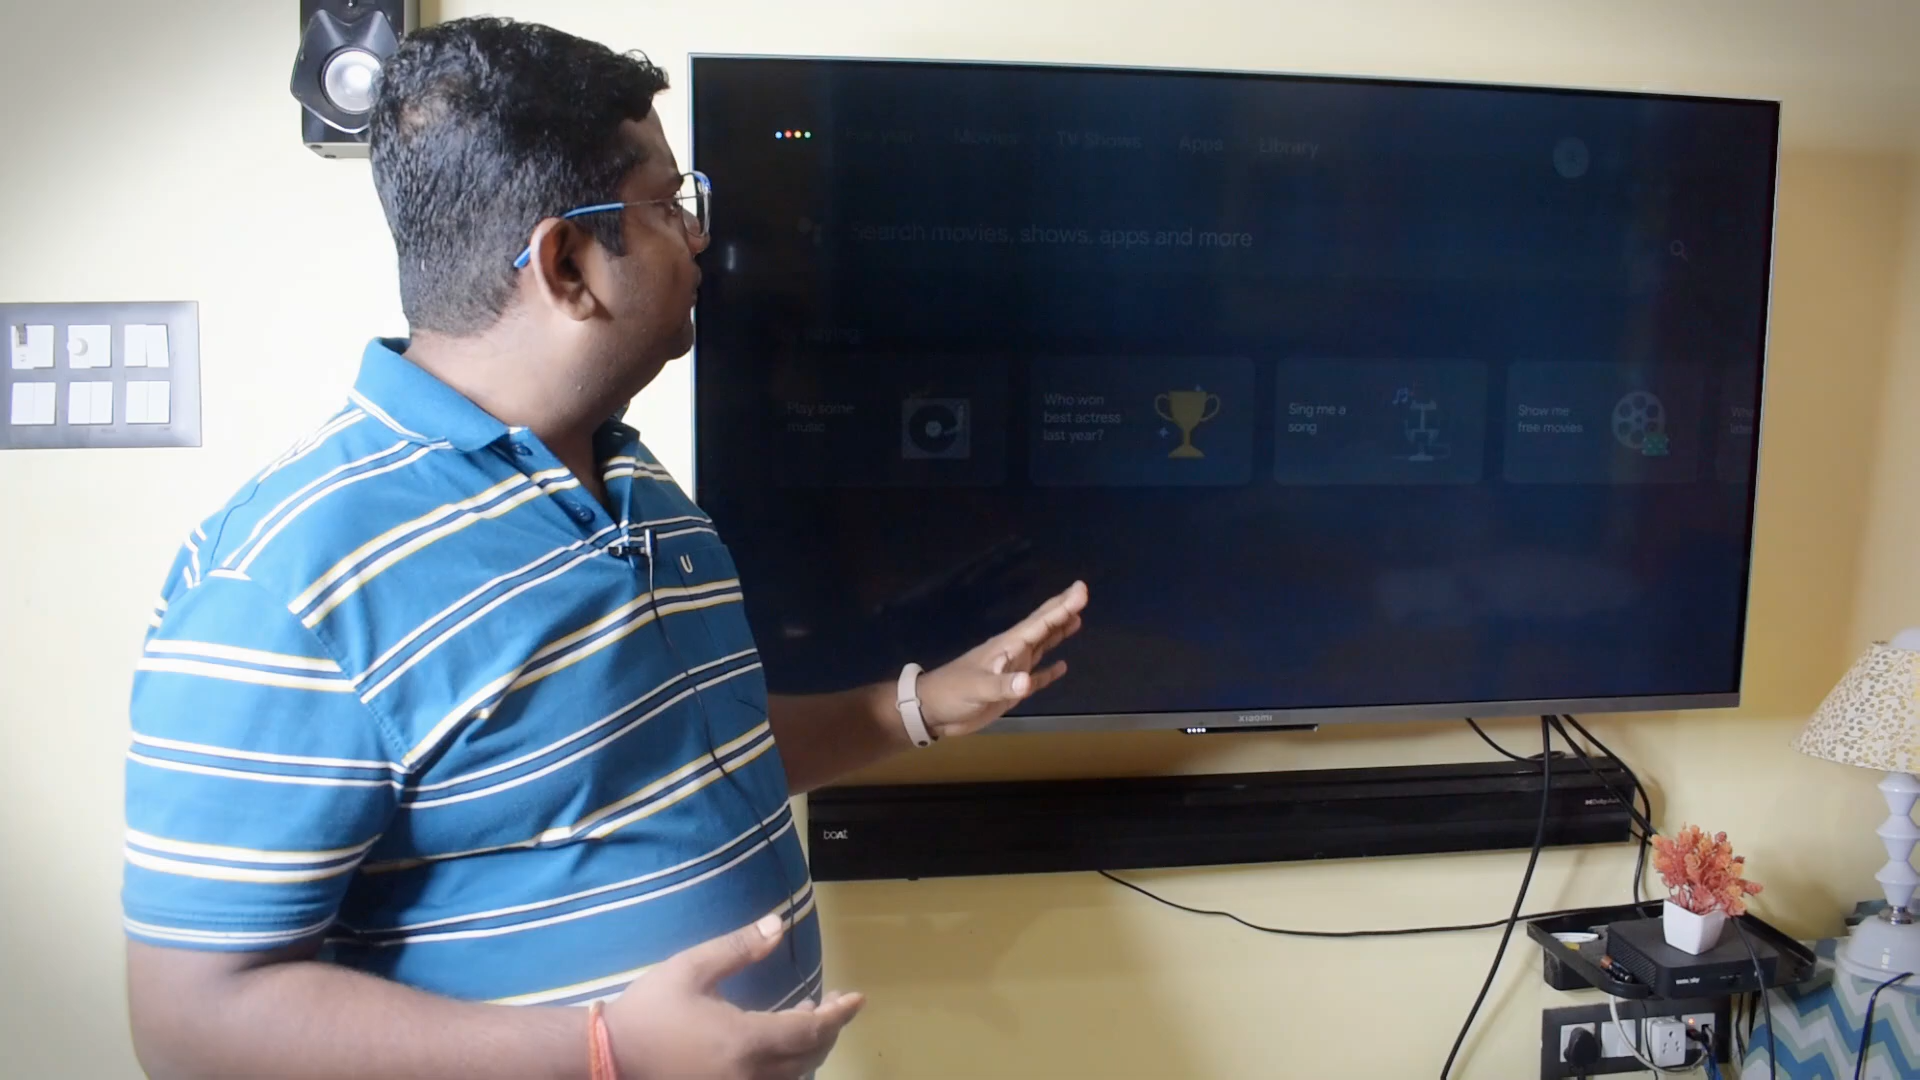 For you Movies TV Shows Apps Library
Search movies, shows, apps and more
Play some
music
Who won
best actress
last year?
Sing me a
song
Show me
free movies
U
xiaomi
boAt